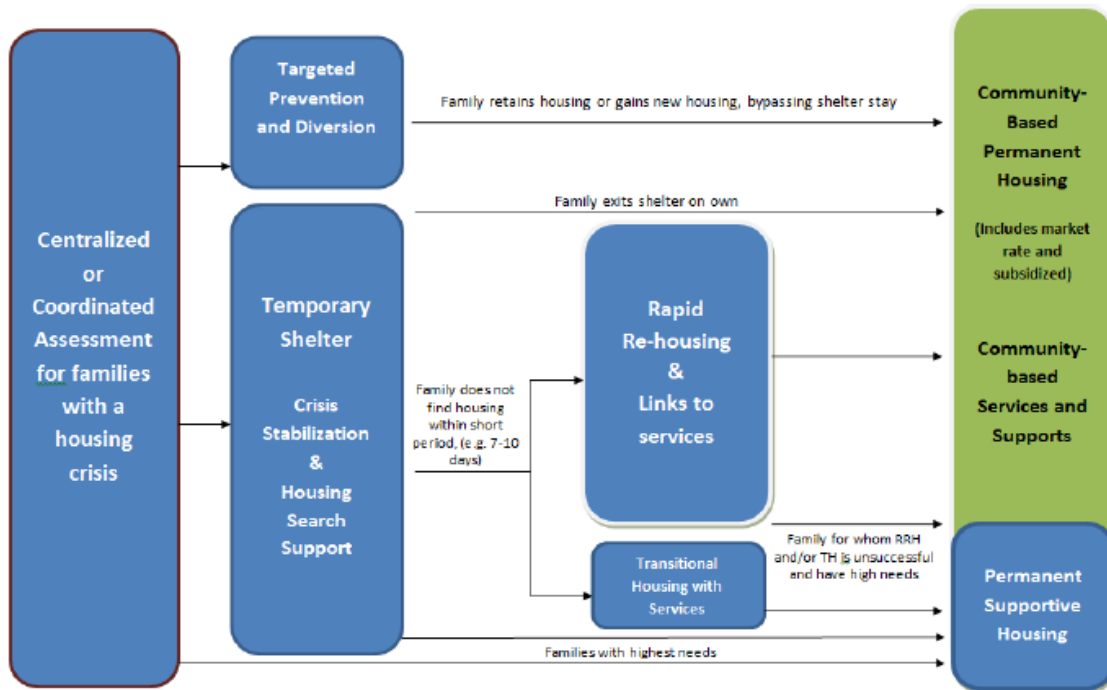 Centralized
or
Coordinated
Assessment
for families
with a
housing
crisis
Targeted
Prevention
and Diversion
Family retains housing or gains new housing, bypassing shelter stay
Family exits shelter on own
Temporary
Shelter
Crisis
Stabilization
&
Housing
Search
Support
Family does not
find housing
within short
period, (e.g. 7-10
days)
Rapid
Re-housing
&
Links to
services
Transitional
Housing with
Services
Family for whom RRH
and/or TH is unsuccessful
and have high needs
Families with highest needs
Community-
Based
Permanent
Housing
(Includes market
rate and
subsidized)
Community-
based
Services and
Supports
Permanent
Supportive
Housing